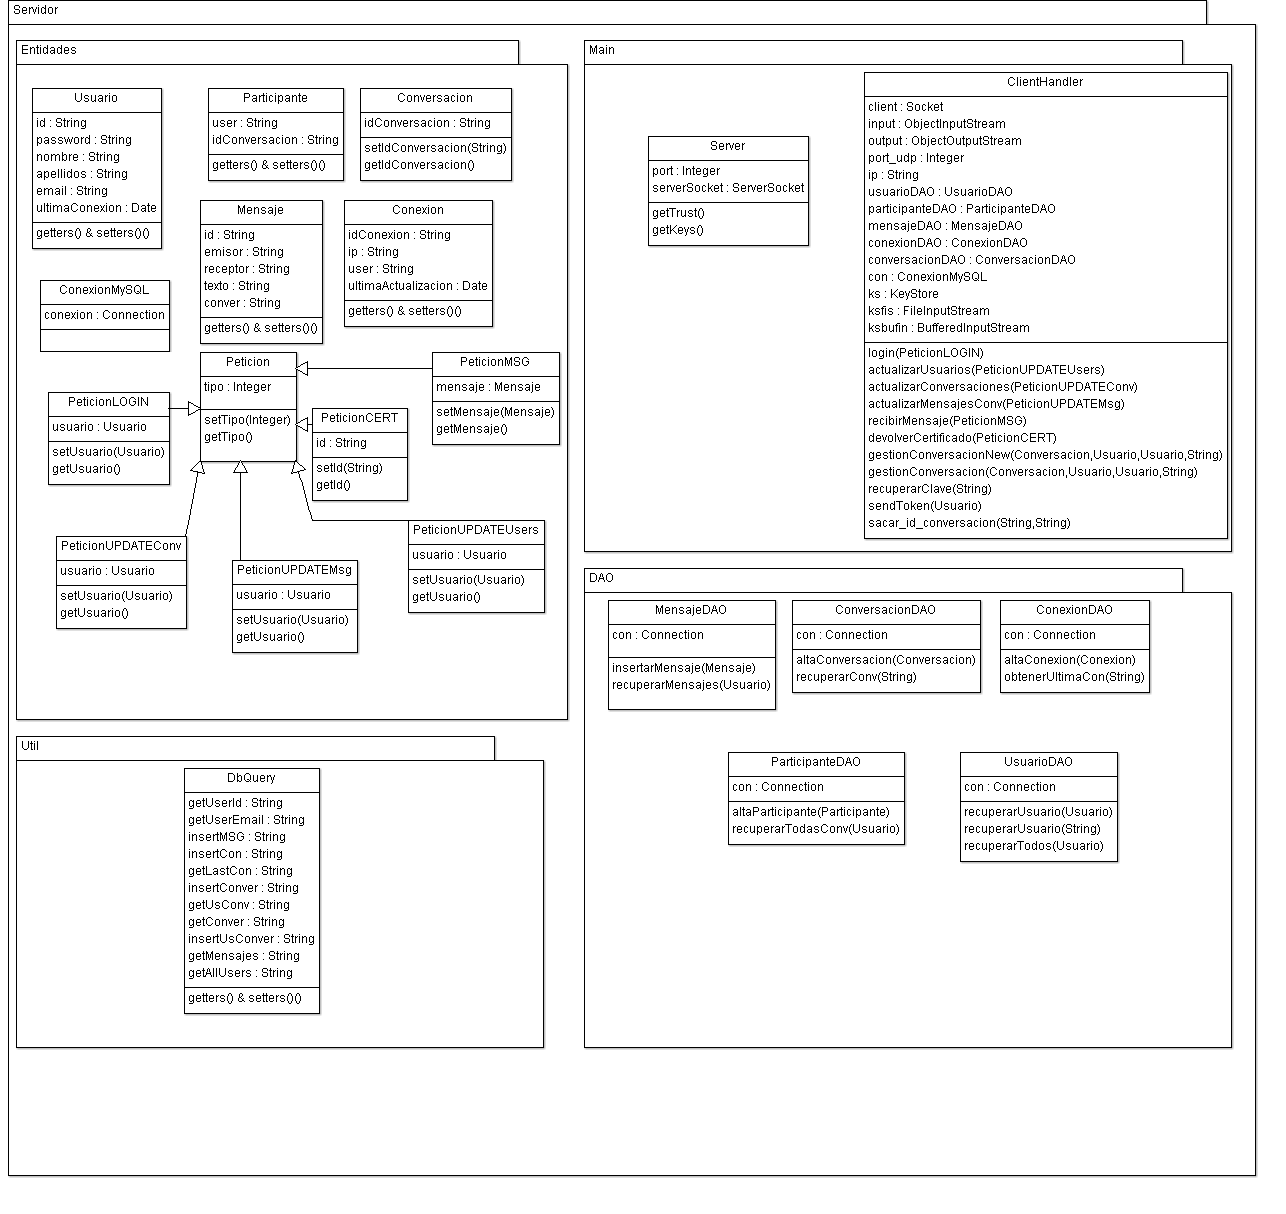 Servidor
Entidades
Usuario
id : String
password : String
nombre : String
apellidos : String
email : String
ultimaConexion : Date
getters() & setters()()
Participante
user : String
idConversacion : String
getters() & setters()()
Conversacion
idConversacion : String
setIdConversacion(String)
getIdConversacion()
Mensaje
id : String
emisor : String
receptor : String
texto : String
conver : String
getters() & setters()()
Conexion
idConexion : String
ip : String
user : String
ultimaActualizacion : Date
getters() & setters()()
ConexionMySQL
conexion : Connection
Peticion
tipo : Integer
setTipo(Integer)
getTipo()
PeticionMSG
mensaje : Mensaje
setMensaje(Mensaje)
getMensaje()
PeticionLOGIN
usuario : Usuario
setUsuario(Usuario)
getUsuario()
PeticionCERT
id : String
setId(String)
getId()
PeticionUPDATEConv
usuario : Usuario
setUsuario(Usuario)
getUsuario()
PeticionUPDATEMsg
usuario : Usuario
setUsuario(Usuario)
getUsuario()
PeticionUPDATEUsers
usuario : Usuario
setUsuario(Usuario)
getUsuario()
Main
Server
port : Integer
serverSocket : ServerSocket
getTrust()
getKeys()
ClientHandler
client : Socket
input : ObjectInputStream
output : ObjectOutputStream
port_udp : Integer
ip : String
usuarioDAO : UsuarioDAO
participanteDAO : ParticipanteDAO
mensajeDAO : MensajeDAO
conexionDAO : ConexionDAO
conversacionDAO : ConversacionDAO
con : ConexionMySQL
ks : KeyStore
ksfis : FileInputStream
ksbufin : BufferedInputStream
login(PeticionLOGIN)
actualizarUsuarios(PeticionUPDATEUsers)
actualizarConversaciones(PeticionUPDATEConv)
actualizarMensajesConv(PeticionUPDATEMsg)
recibirMensaje(PeticionMSG)
devolverCertificado(PeticionCERT)
gestionConversacionNew(Conversacion,Usuario,Usuario,String)
gestionConversacion(Conversacion,Usuario,Usuario,String)
recuperarClave(String)
sendToken(Usuario)
sacar_id_conversacion(String,String)
DAO
MensajeDAO
con : Connection
insertarMensaje(Mensaje)
recuperarMensajes(Usuario)
ConversacionDAO
con : Connection
altaConversacion(Conversacion)
recuperarConv(String)
ConexionDAO
con : Connection
altaConexion(Conexion)
obtenerUltimaCon(String)
ParticipanteDAO
con : Connection
altaParticipante(Participante)
recuperarTodasConv(Usuario)
UsuarioDAO
con : Connection
recuperarUsuario(Usuario)
recuperarUsuario(String)
recuperarTodos(Usuario)
Util
DbQuery
getUserId : String
getUserEmail : String
insertMSG : String
insertCon : String
getLastCon : String
insertConver : String
getUsConv : String
getConver : String
insertUsConver : String
getMensajes : String
getAllUsers : String
getters() & setters()()